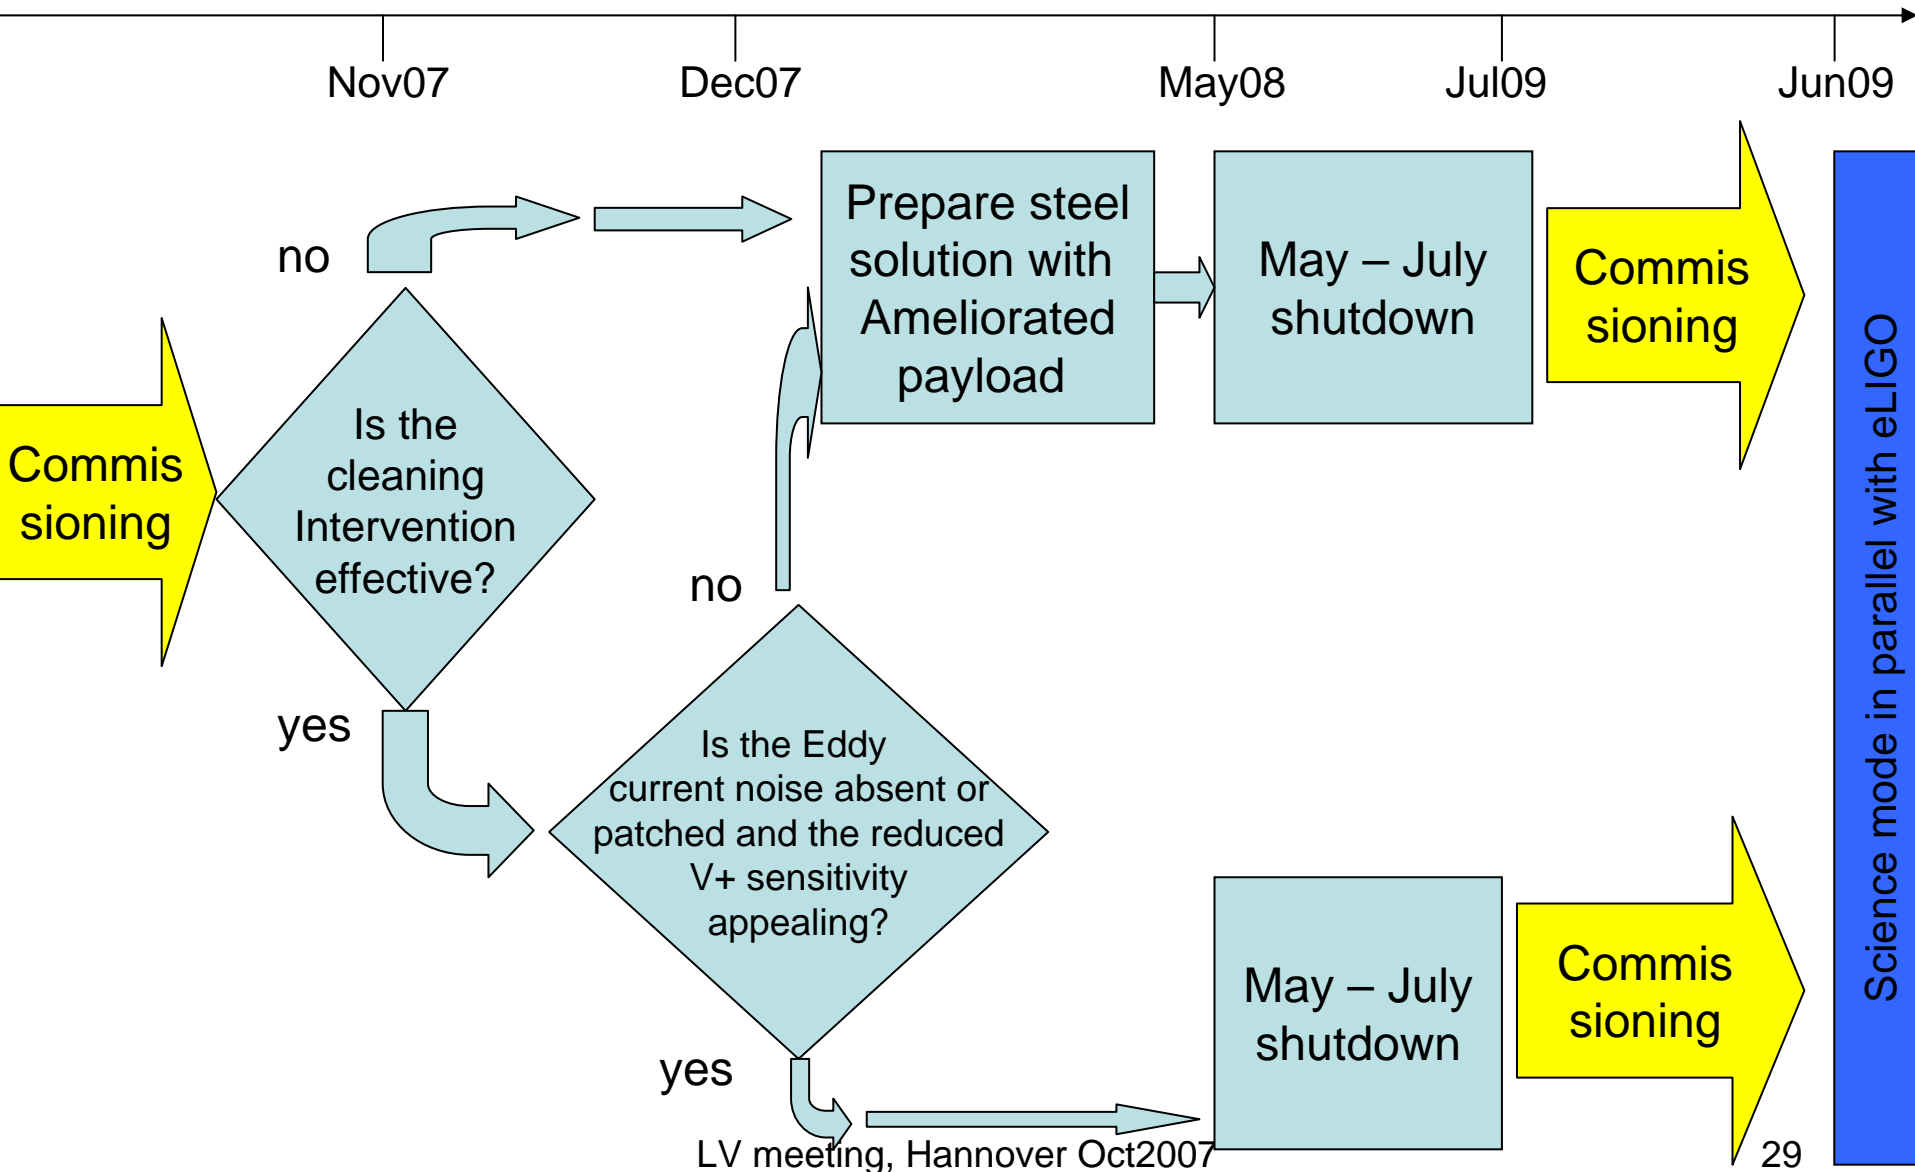 Nov07
Dec07
May08
Jul09
Jun09
no
Prepare steel
solution with
Ameliorated
payload
May – July
shutdown
Commis
sioning
Commis
sioning
Is the
cleaning
Intervention
effective?
no
yes
Is the Eddy
current noise absent or
patched and the reduced
V+ sensitivity
appealing?
yes
May – July
shutdown
Commis
sioning
Science mode in parallel with eLIGO
LV meeting, Hannover Oct2007
29